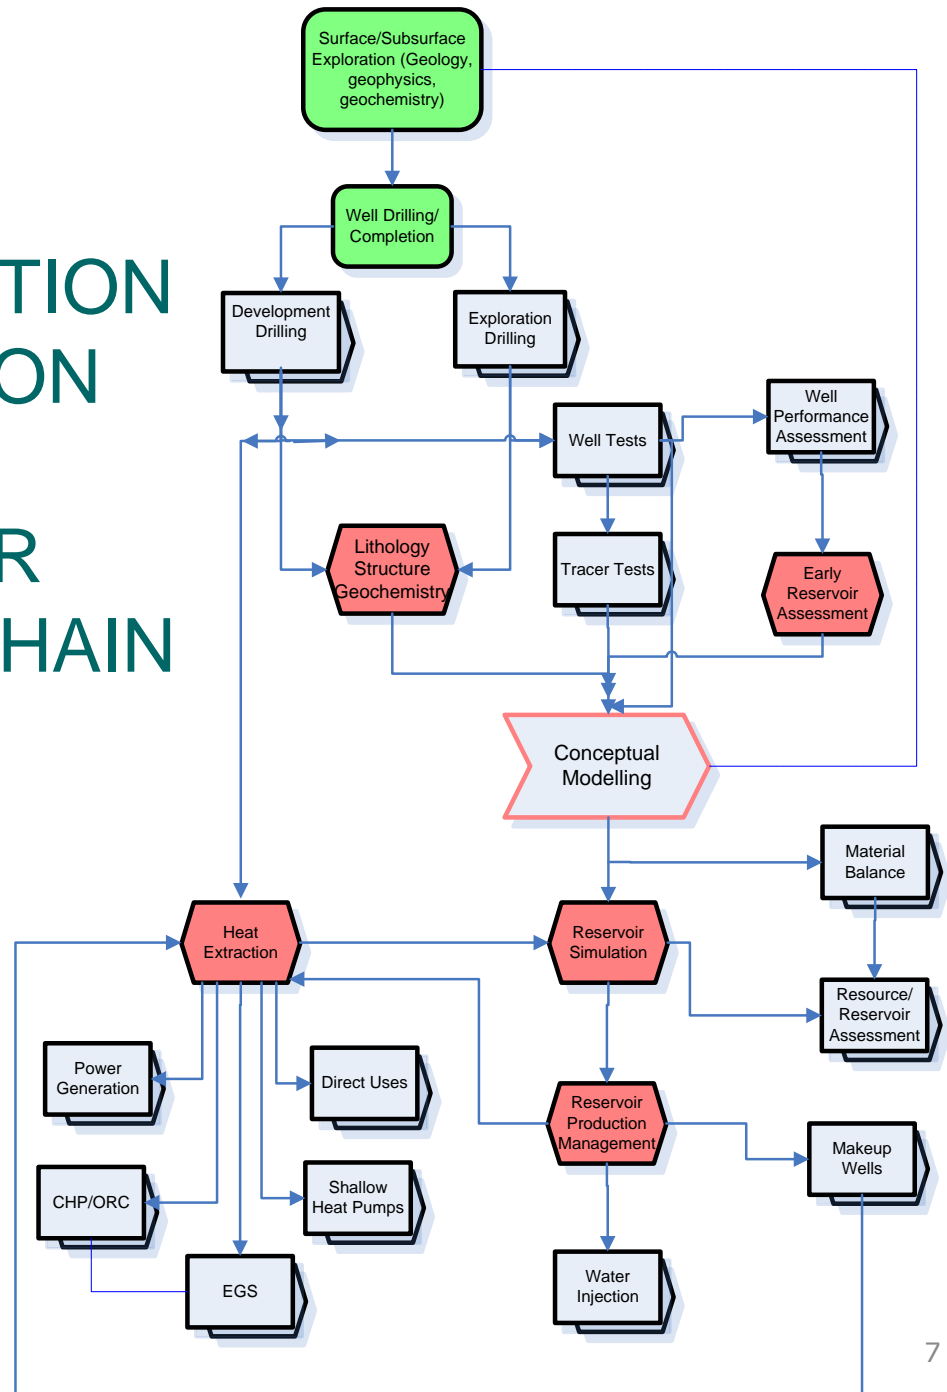 Surface/Subsurface
Exploration (Geology,
geophysics,
geochemistry)
Well Drilling/
Completion
TION
ON
R
HAIN
Development
Drilling
Exploration
Drilling
Well Tests
Well
Performance
Assessment
Lithology
Structure
Geochemistry
Tracer Tests
Early
Reservoir
Assessment
Conceptual
Modelling
Material
Balance
Heat
Extraction
Reservoir
Simulation
Resource/
Reservoir
Assessment
Power
Generation
Direct Uses
Reservoir
Production
Management
Makeup
Wells
CHP/ORC
Shallow
Heat Pumps
EGS
Water
Injection
7